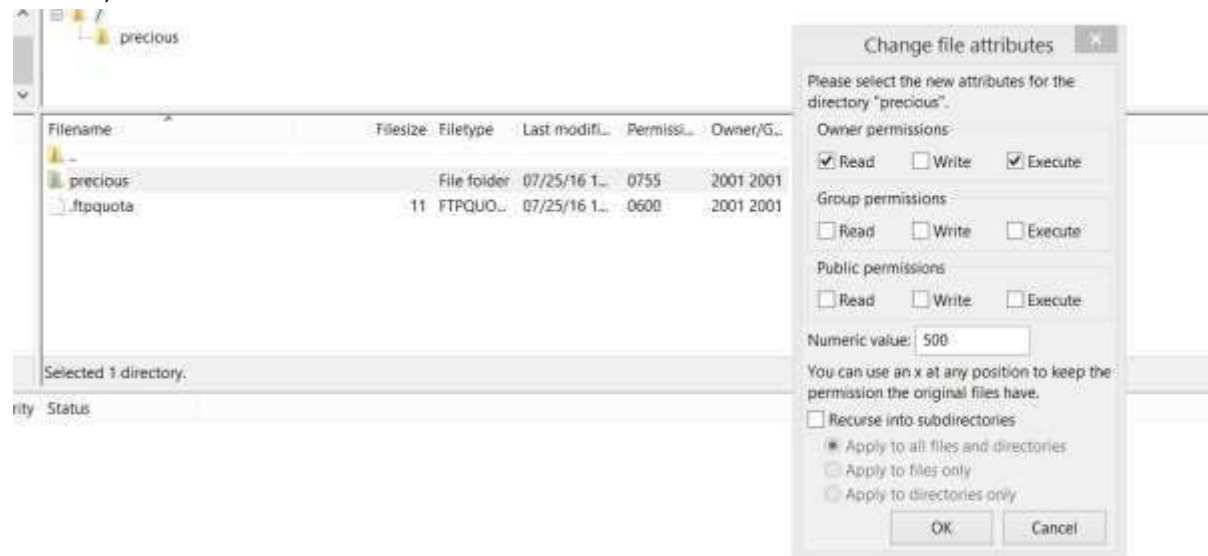 /
precious
Change file attributes
Please select the new attributes for the
directory "precious".
Filename Filesize Filetype Last modifi... Permissi... Owner/G...
..
precious File folder 07/25/16 1... 0755 2001 2001
.ftpquota 11 FTPQUO... 07/25/16 1... 0600 2001 2001
Selected 1 directory.
rity Status
Owner permissions
Read Write Execute
Group permissions
Read Write Execute
Public permissions
Read Write Execute
Numeric value: 500
You can use an x at any position to keep the
permission the original files have.
Recurse into subdirectories
Apply to all files and directories
Apply to files only
Apply to directories only
OK Cancel